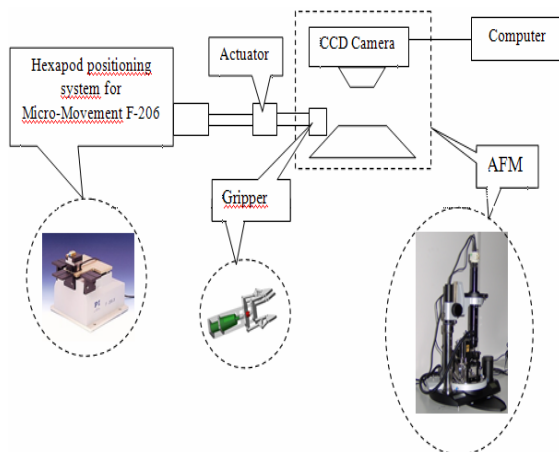 Hexapod positioning
system for
Micro-Movement F-206
Actuator
CCD Camera
Computer
Gripper
AFM